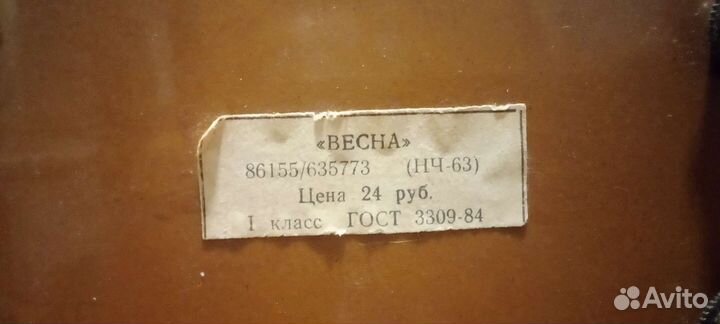 «ВЕСНА»
86155/635773 (НЧ-63)
Цена 24 руб.
I класс ГОСТ 3309-84
Avito